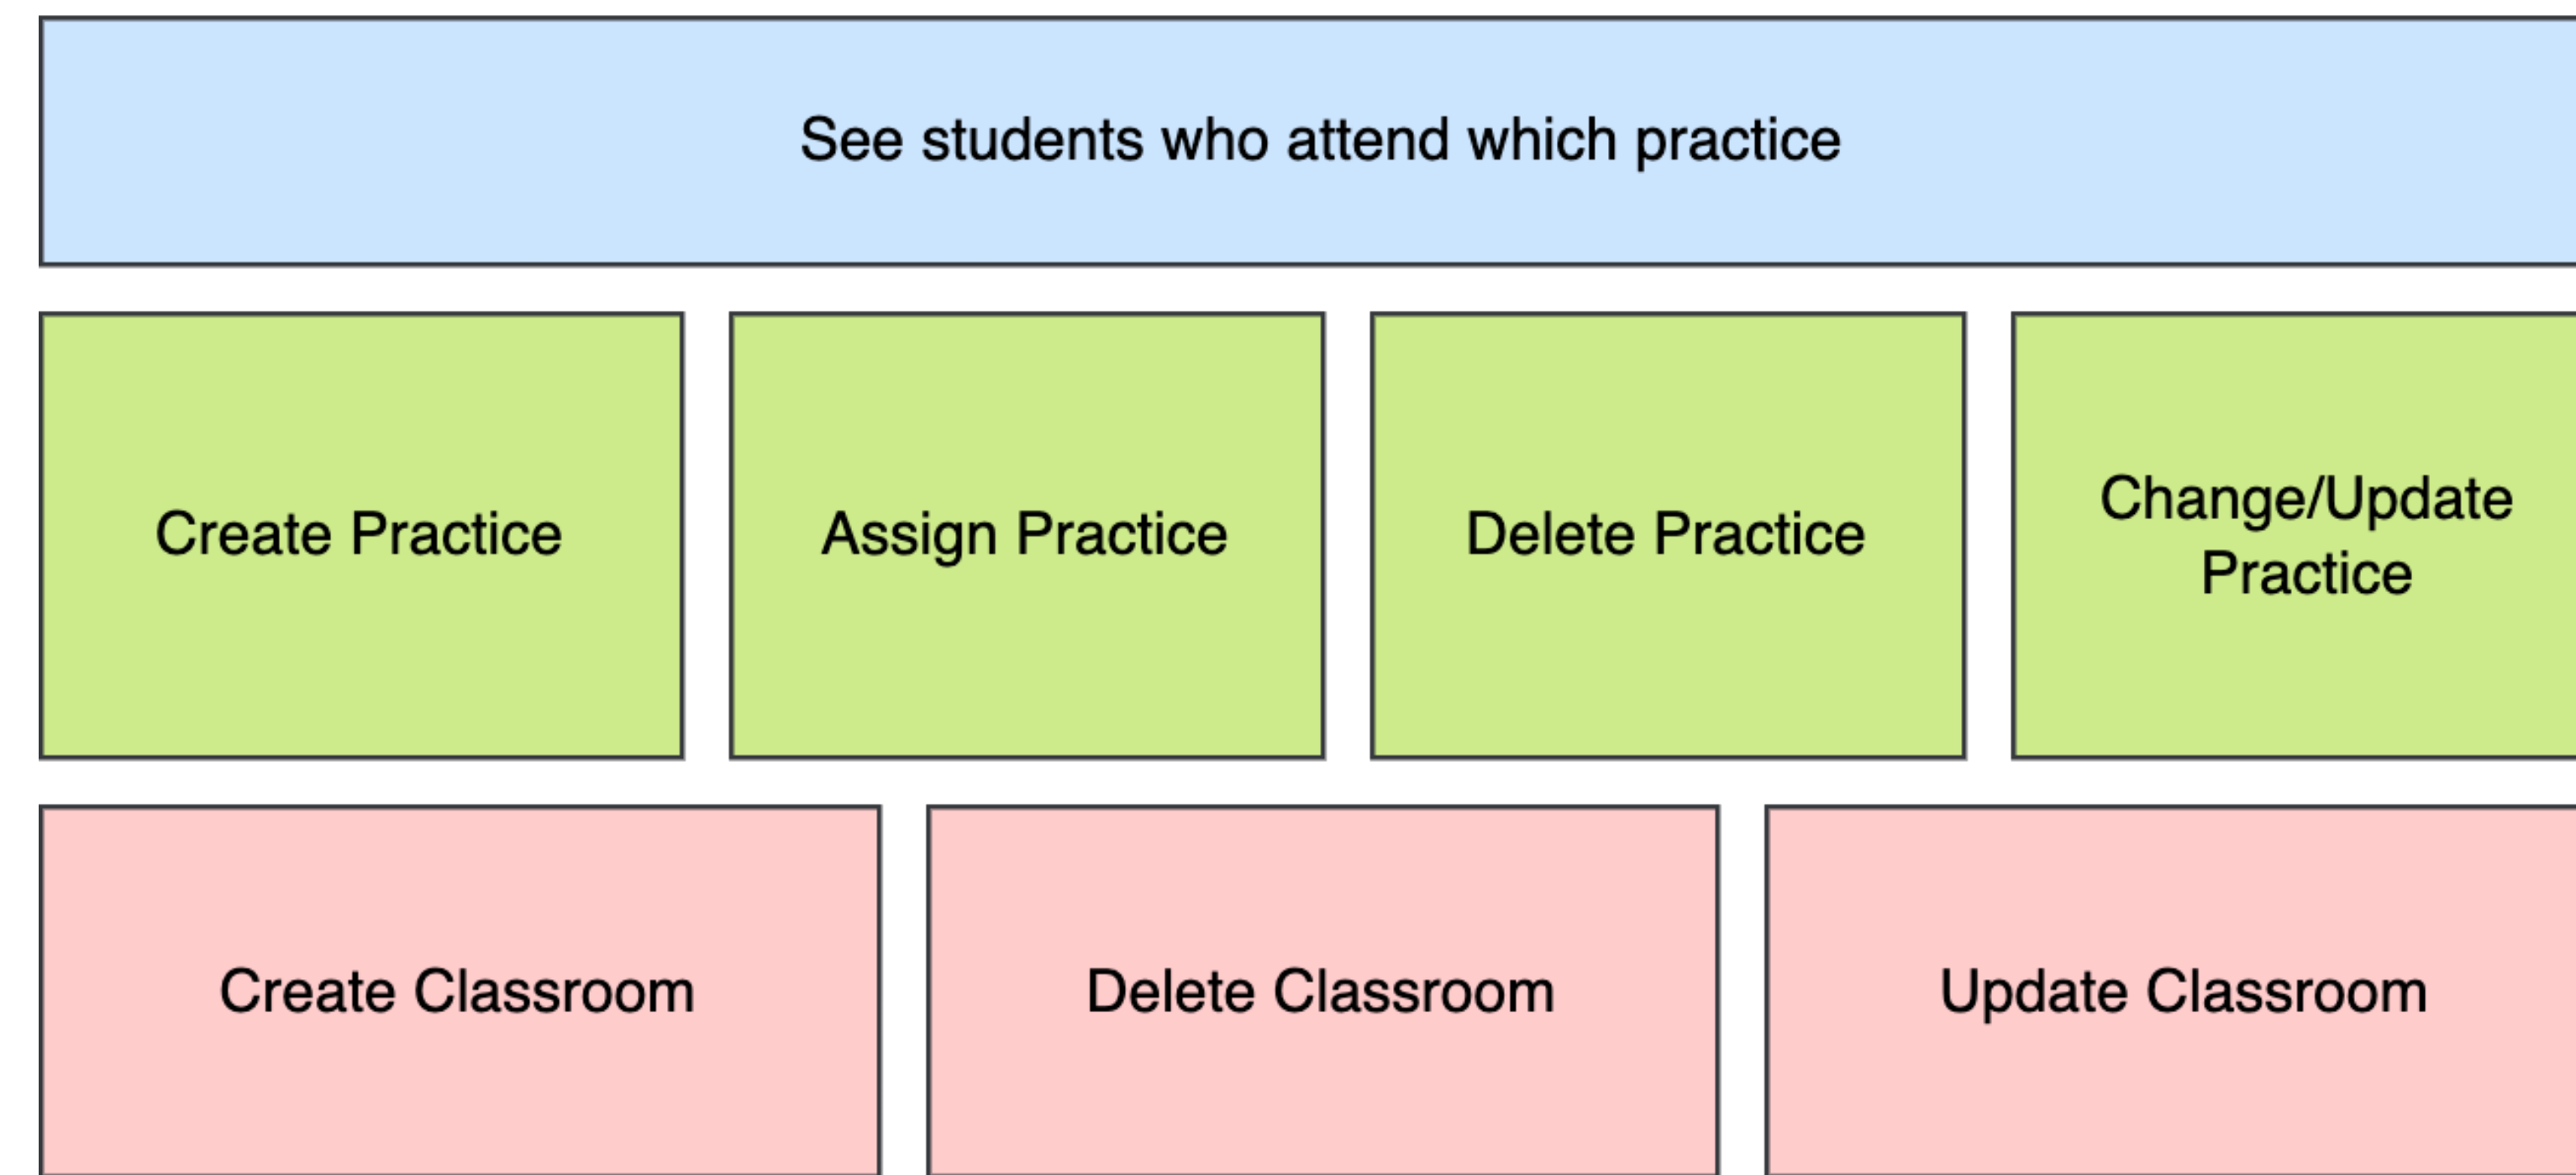 See students who attend which practice
Create Practice
Assign Practice
Delete Practice
Change/Update
Practice
Create Classroom
Delete Classroom
Update Classroom